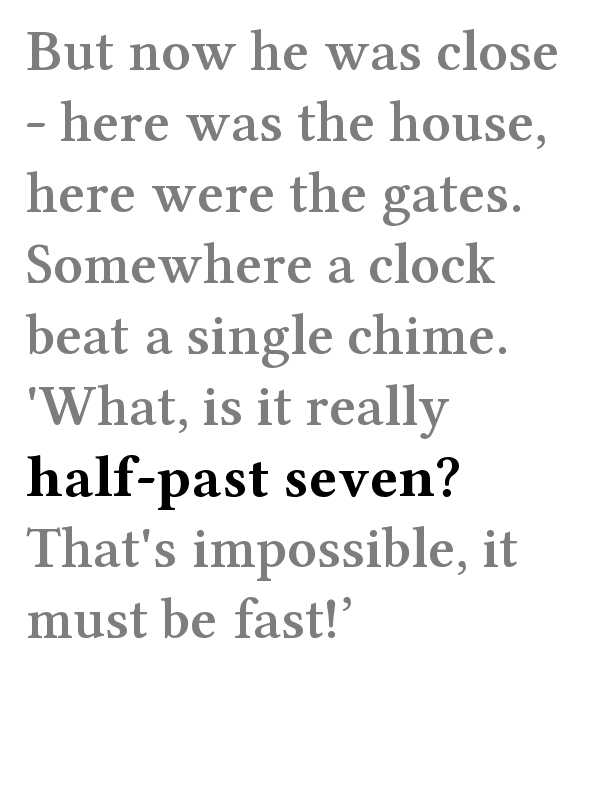 But now he was close
- here was the house,
here were the gates.
Somewhere a clock
beat a single chime.
'What, is it really
half-past seven?
That's impossible, it
must be fast!’